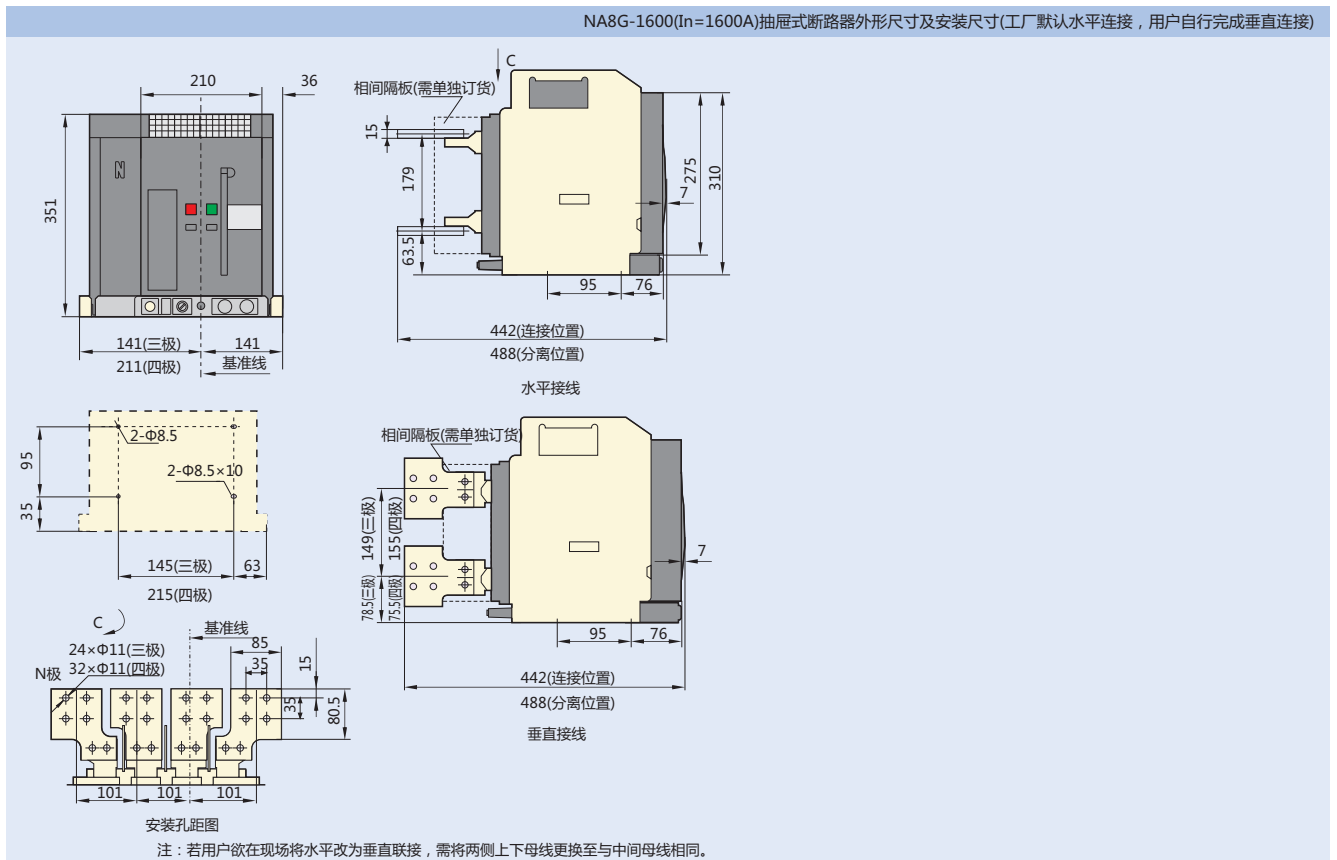 NA8G-1600(In=1600A)抽屉式断路器外形尺寸及安装尺寸(工厂默认水平连接，用户自行完成垂直连接)
210
36
351
N
141(三极)
141
211(四极)
基准线
C
相间隔板(需单独订货)
15
179
63.5
275
310
7
95
76
442(连接位置)
488(分离位置)
水平接线
2-Φ8.5
2-Φ8.5×10
95
35
145(三极)
63
215(四极)
相间隔板(需单独订货)
149(三极)
155(四极)
78.5(三极)
75.5(四极)
7
95
76
442(连接位置)
488(分离位置)
垂直接线
C
基准线
24×Φ11(三极)
85
N极
32×Φ11(四极)
35
15
35
80.5
101
101
101
安装孔距图
注：若用户欲在现场将水平改为垂直联接，需将两侧上下母线更换至与中间母线相同。